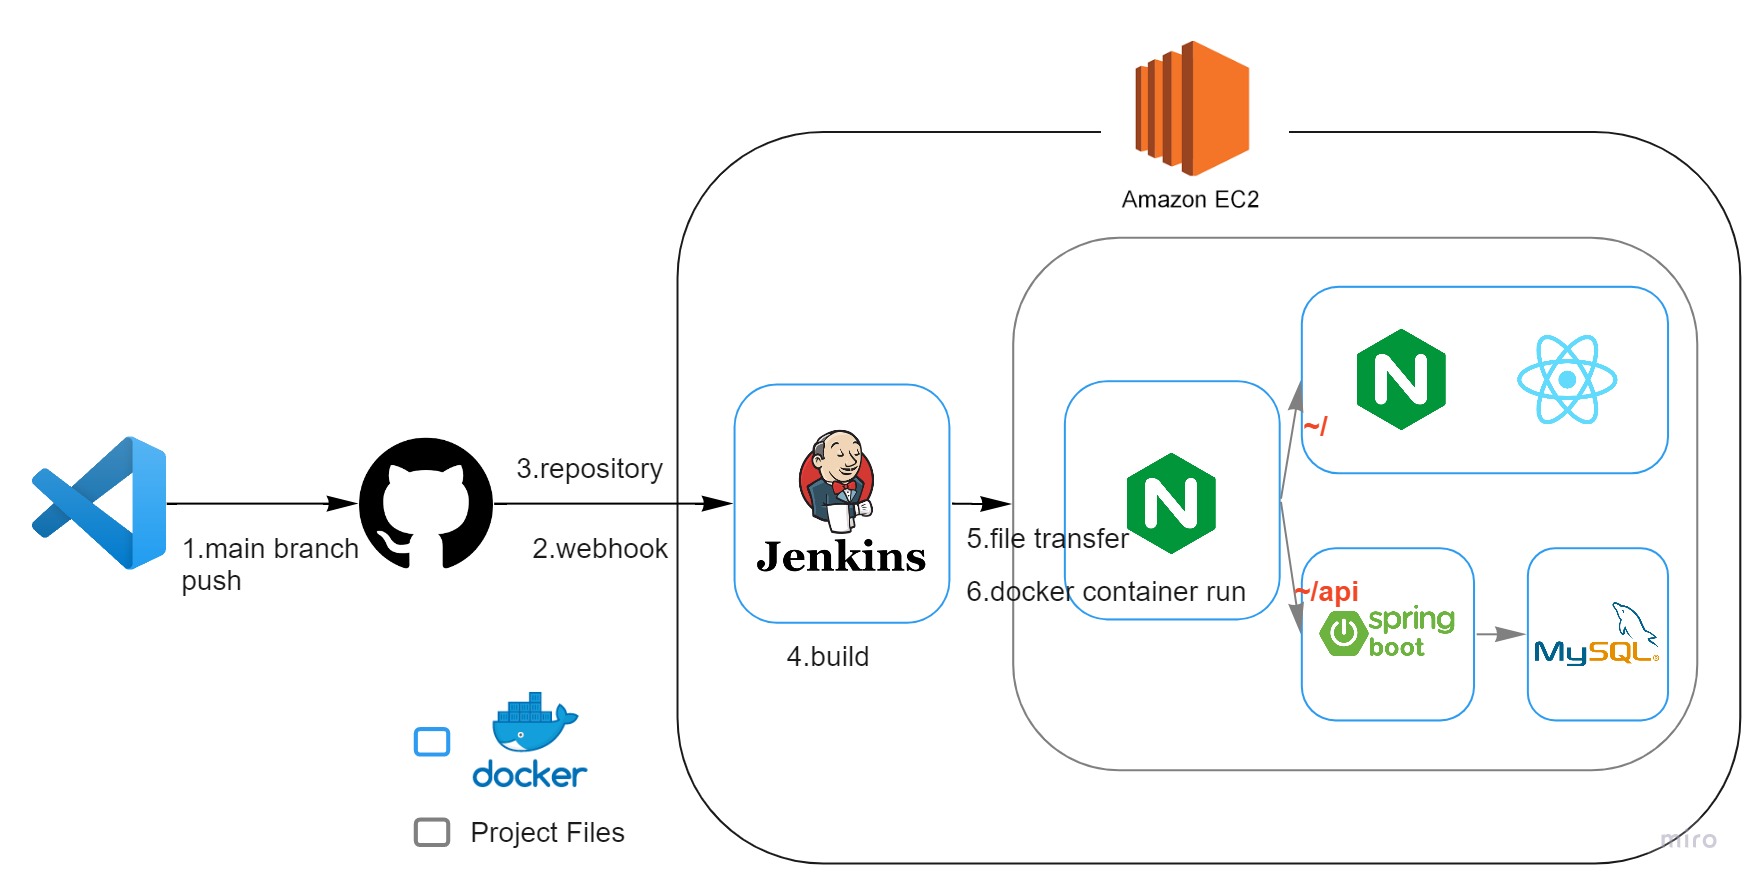 Amazon EC2
3.repository
1.main branch
push
2.webhook
Jenkins
4.build
5.file transfer
6.docker container run
~/
~/api
spring
boot
MySQL®
docker
Project Files
miro